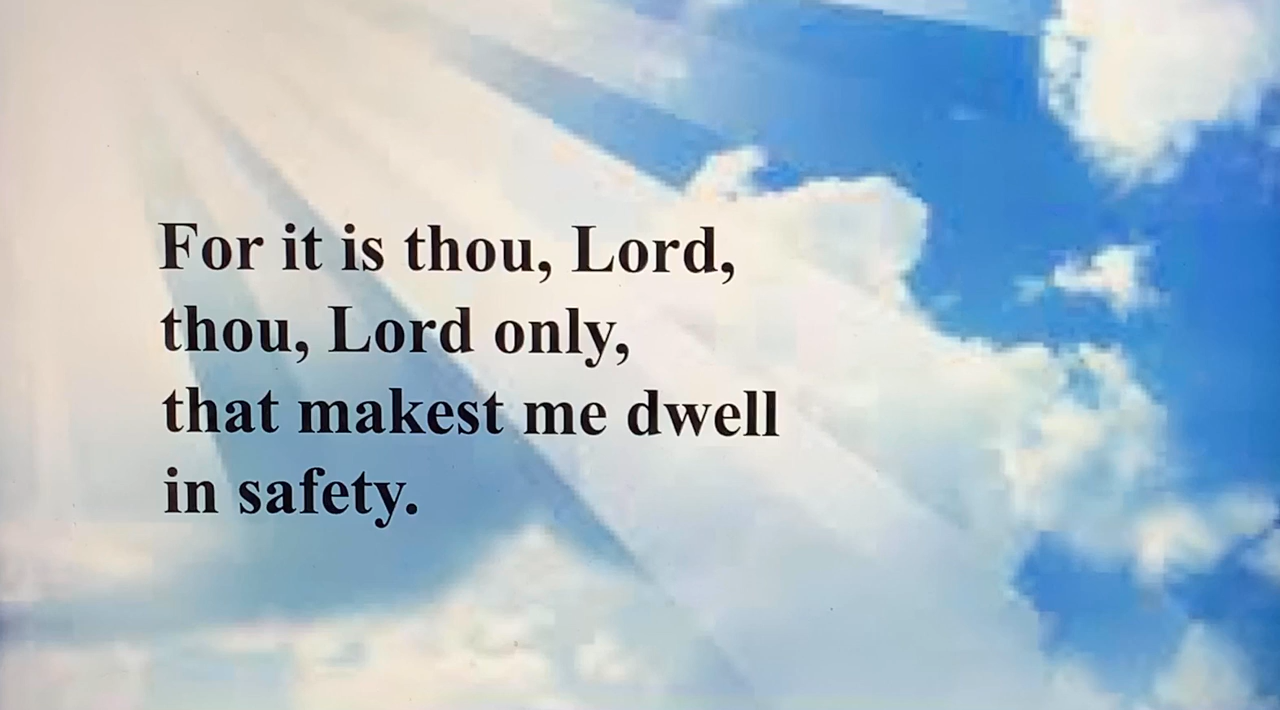 For it is thou, Lord,
thou, Lord only,
that makest me dwell
in safety.